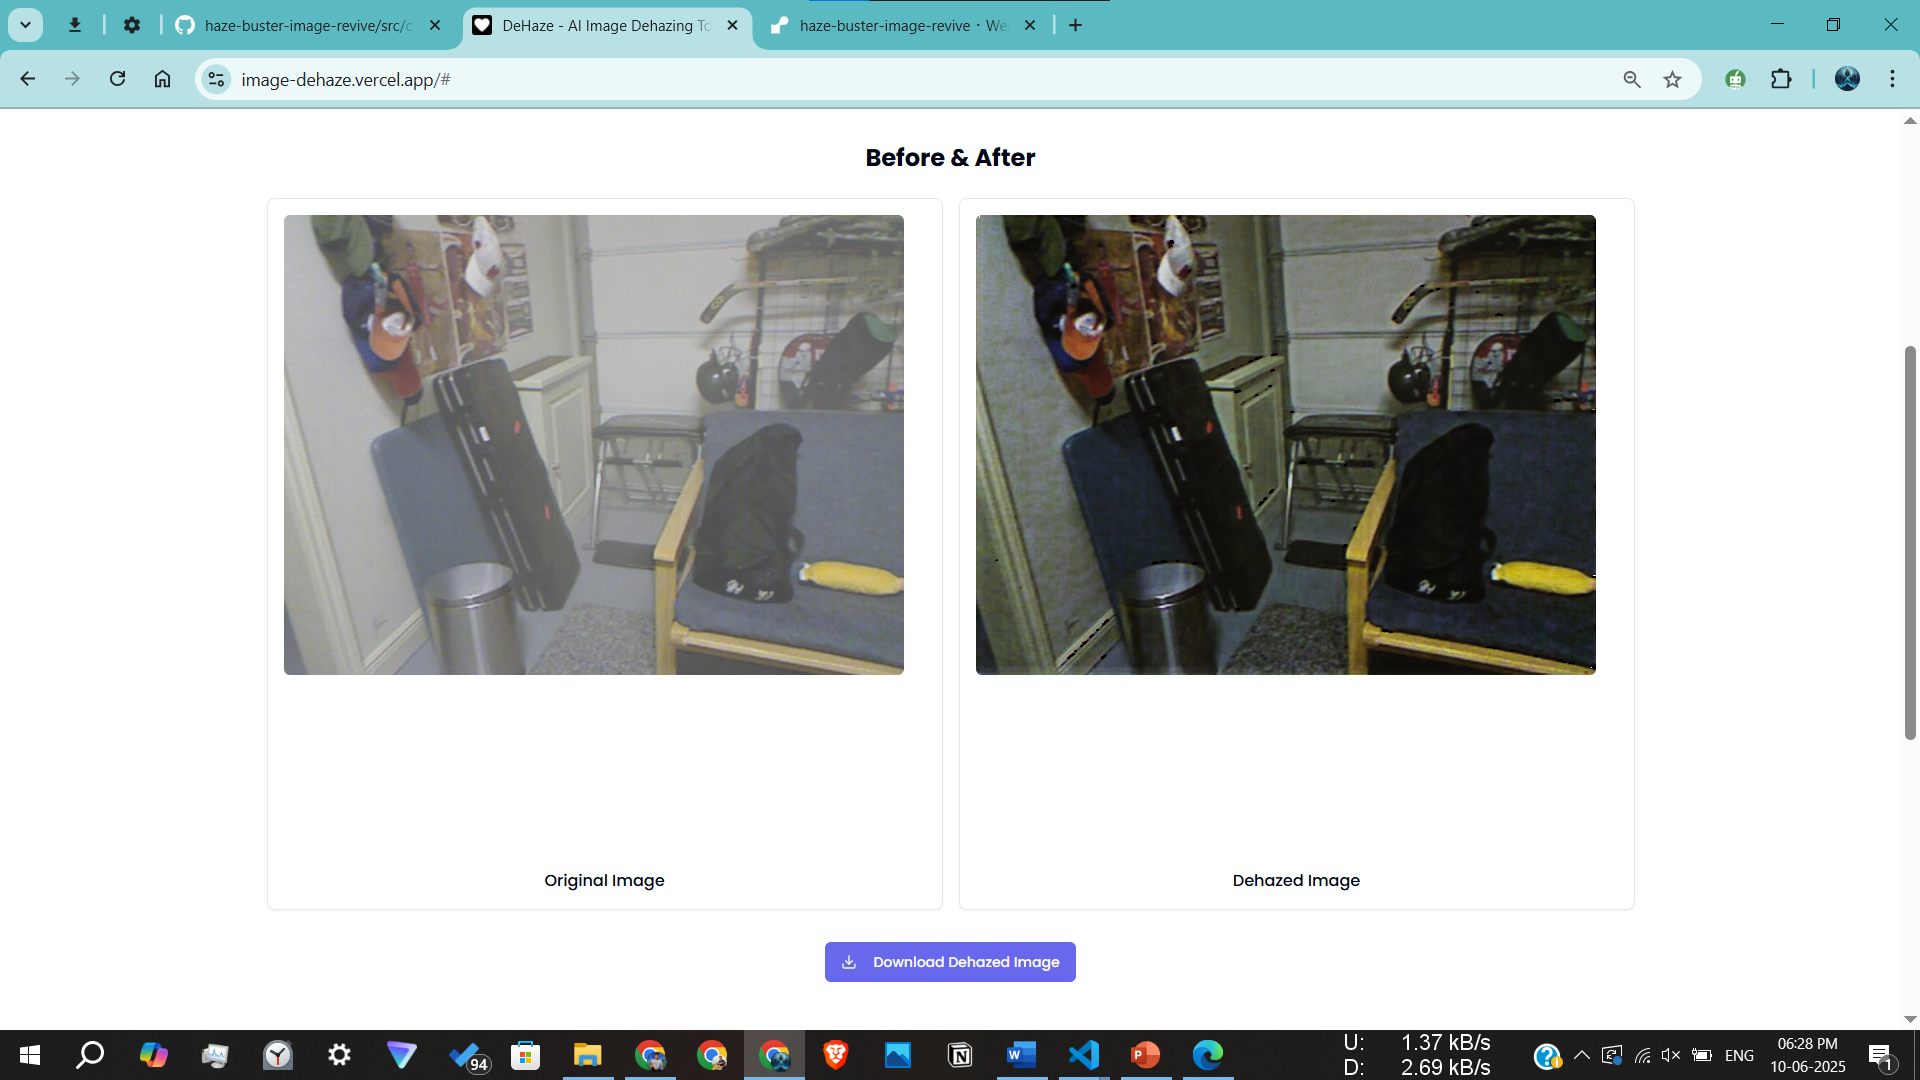 haze-buster-image-revive/src/c
DeHaze - AI Image Dehazing To
haze-buster-image-revive · We
image-dehaze.vercel.app/#
Before & After
Original Image
Dehazed Image
Download Dehazed Image
94
U: 1.37 kB/s
D: 2.69 kB/s
ENG
06:28 PM
10-06-2025
1